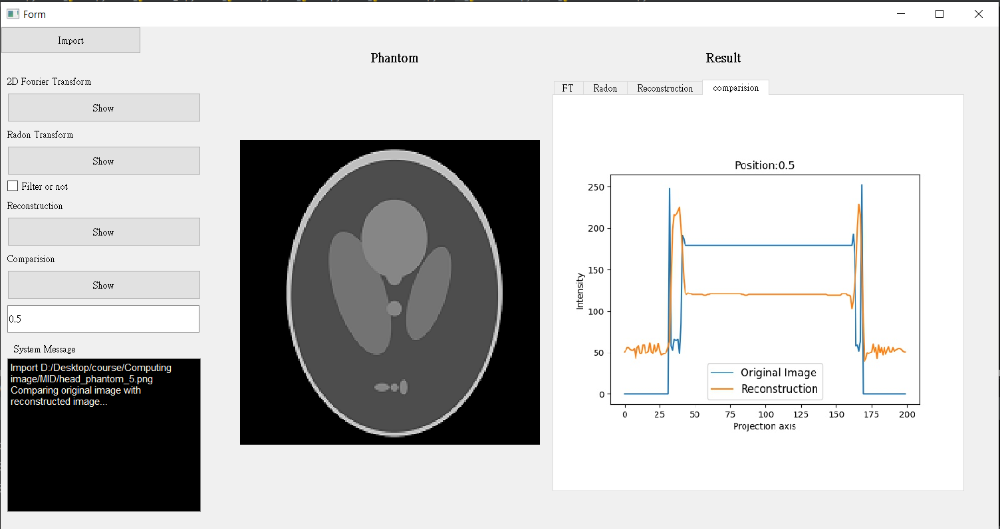 Form
Import
Phantom
Result
2D Fourier Transform
Show
Radon Transform
Show
Filter or not
Reconstruction
Show
Comparision
Show
0.5
System Message
Import D:/Desktop/course/Computing
image/MID/head_phantom_5.png
Comparing original image with
reconstructed image...
FT Radon Reconstruction comparision
Position:0.5
Intensity
250
200
150
100
50
0
Original Image
Reconstruction
0 25 50 75 100 125 150 175 200
Projection axis